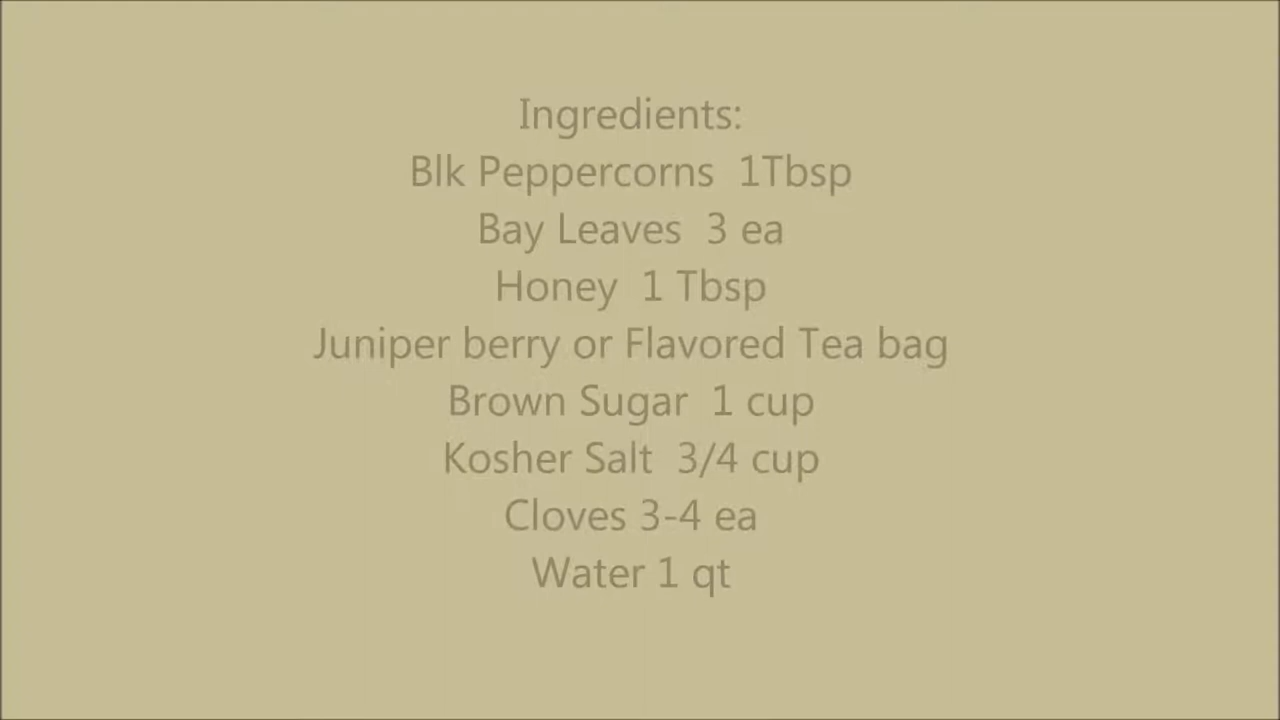 Ingredients:
Blk Peppercorns  1Tbsp
Bay Leaves  3 ea
Honey  1 Tbsp
Juniper berry or Flavored Tea bag
Brown Sugar  1 cup
Kosher Salt  3/4 cup
Cloves 3-4 ea
Water 1 qt